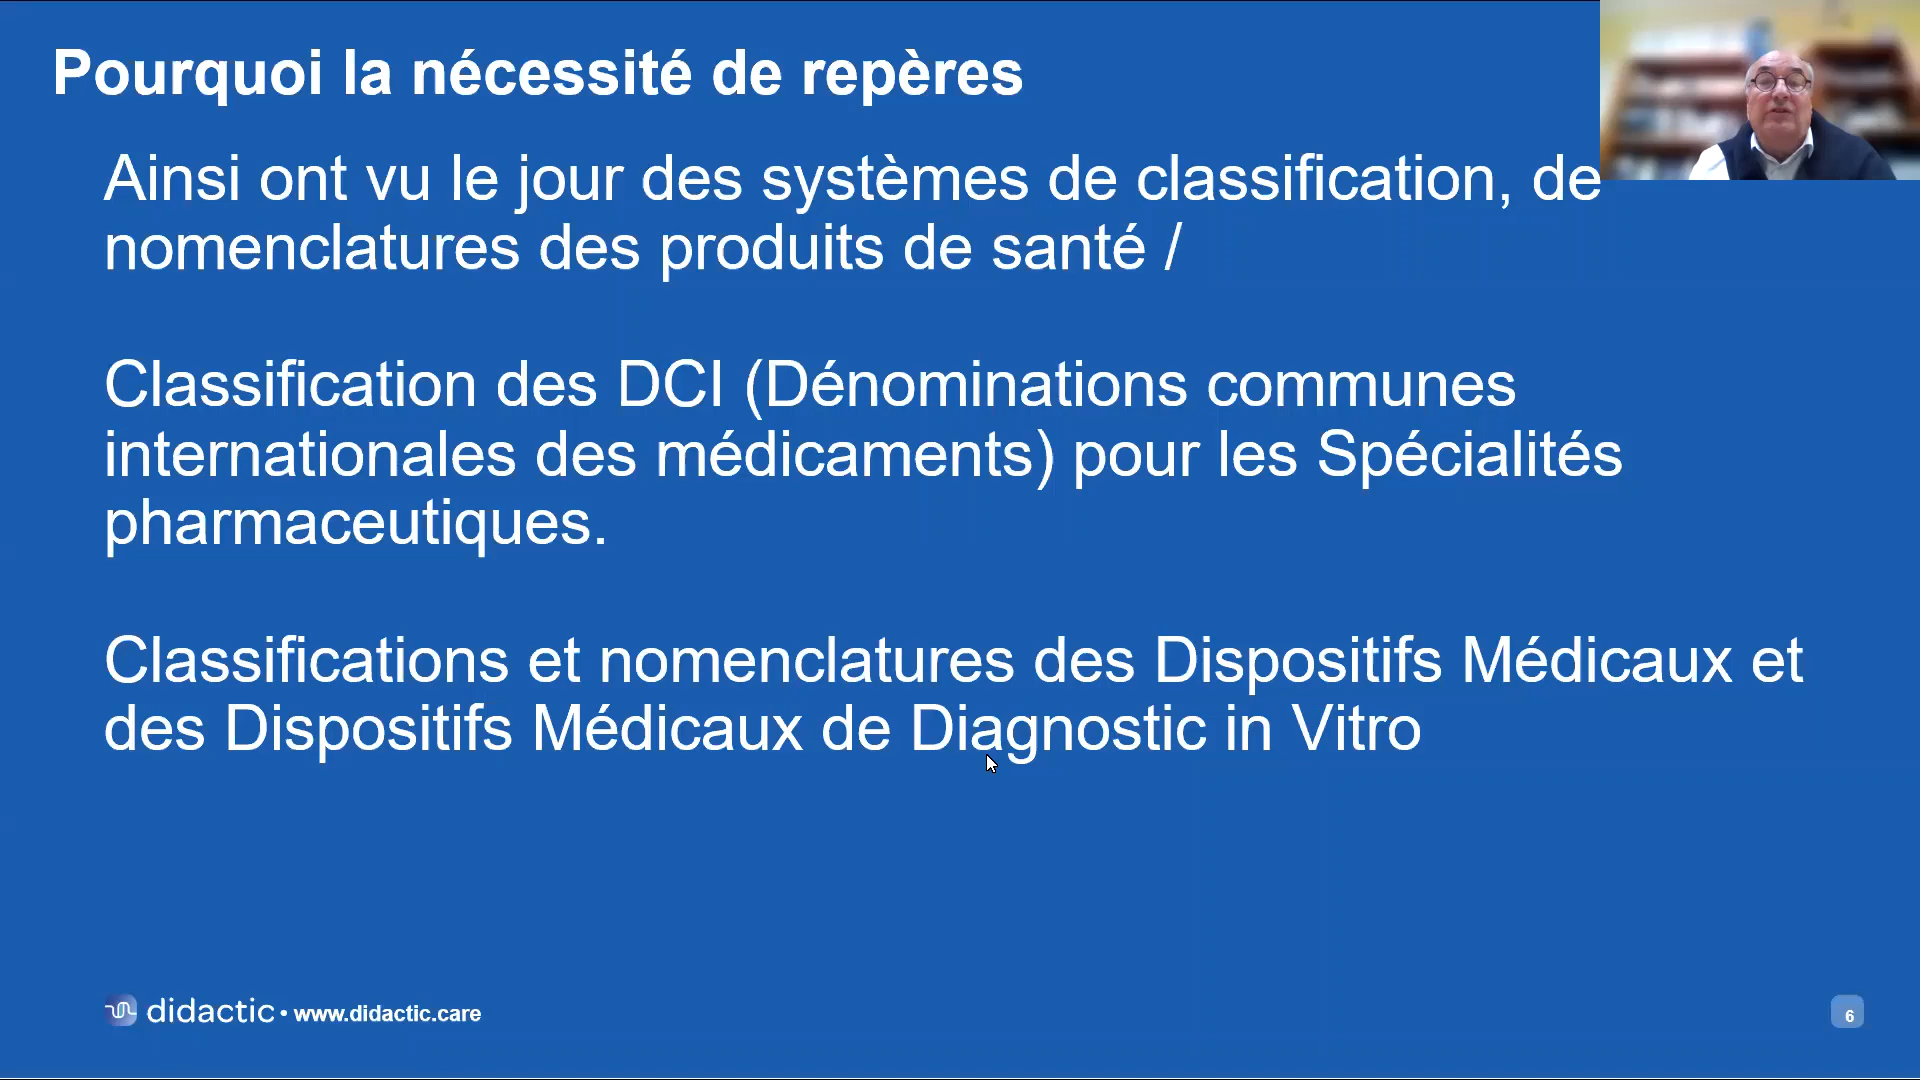 Pourquoi la nécessité de repères
Ainsi ont vu le jour des systèmes de classification, de
nomenclatures des produits de santé /
Classification des DCI (Dénominations communes
internationales des médicaments) pour les Spécialités
pharmaceutiques.
Classifications et nomenclatures des Dispositifs Médicaux et
des Dispositifs Médicaux de Diagnostic in Vitro
didactic • www.didactic.care
6